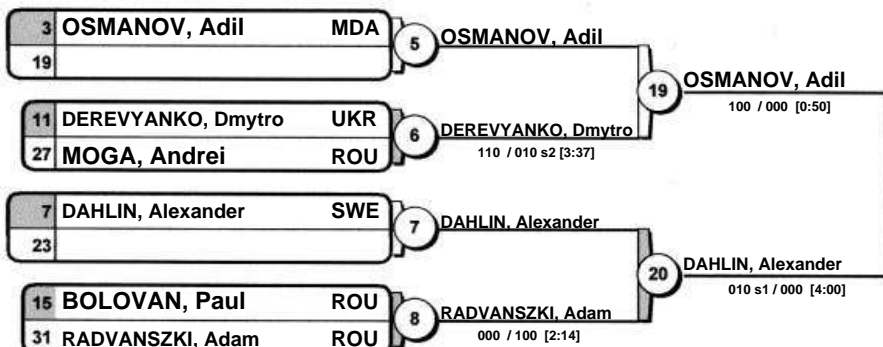 3 OSMANOV, Adil MDA
19
5
OSMANOV, Adil
11 DEREVYANKO, Dmytro UKR
27 MOGA, Andrei ROU
6
DEREVYANKO, Dmytro
110 / 010 s2 [3:37]
19
OSMANOV, Adil
100 / 000 [0:50]
7 DAHLIN, Alexander SWE
23
7
DAHLIN, Alexander
15 BOLOVAN, Paul ROU
31 RADVANSZKI, Adam ROU
8
RADVANSZKI, Adam
000 / 100 [2:14]
20
DAHLIN, Alexander
010 s1 / 000 [4:00]